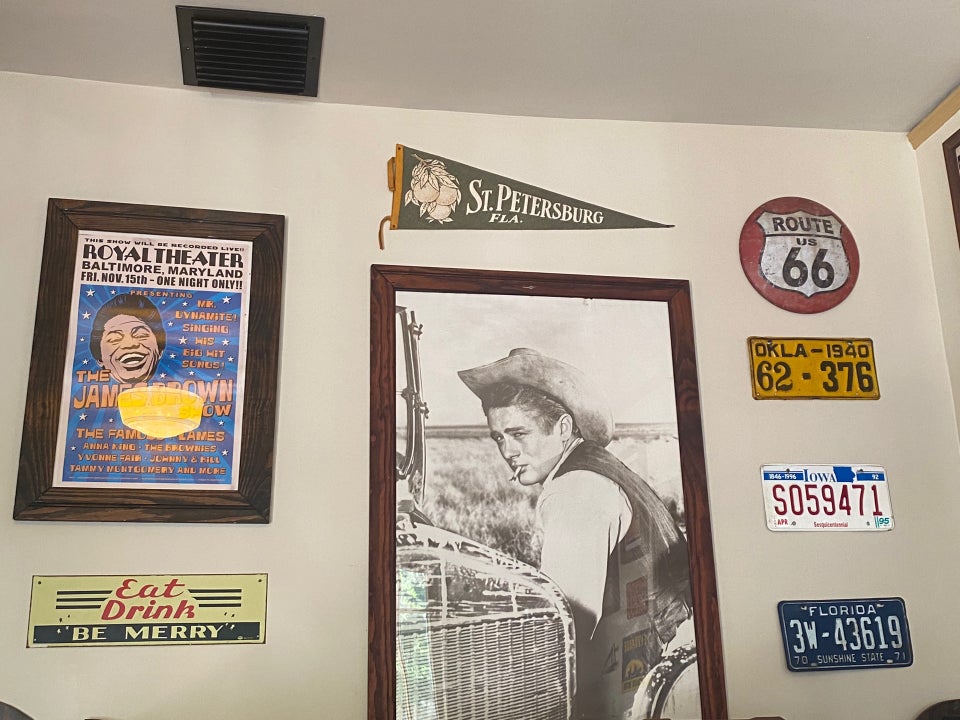 THIS SHOW WILL BE RECORDED LIVE!!
ROYAL THEATER
BALTIMORE, MARYLAND
FRI. NOV. 15th - ONE NIGHT ONLY!!
PRESENTING
MR.
DYNAMITE!
SINGING
HIS
BIG HIT
SONGS!
THE
JAMES BROWN
SHOW
THE FAMOUS FLAMES
ANNA KING · THE BROWNIES
YVONNE FAIR · JOHNNY & BILL
TAMMY MONTGOMERY AND MORE
Eat
Drink
"BE MERRY"
ST. PETERSBURG
FLA.
ROUTE
US
66
OKLA - 1940
62 - 376
1846-1996 IOWA 92
SO59471
APR Sesquicentennial 95
FLORIDA
3W-43619
70 SUNSHINE STATE 71